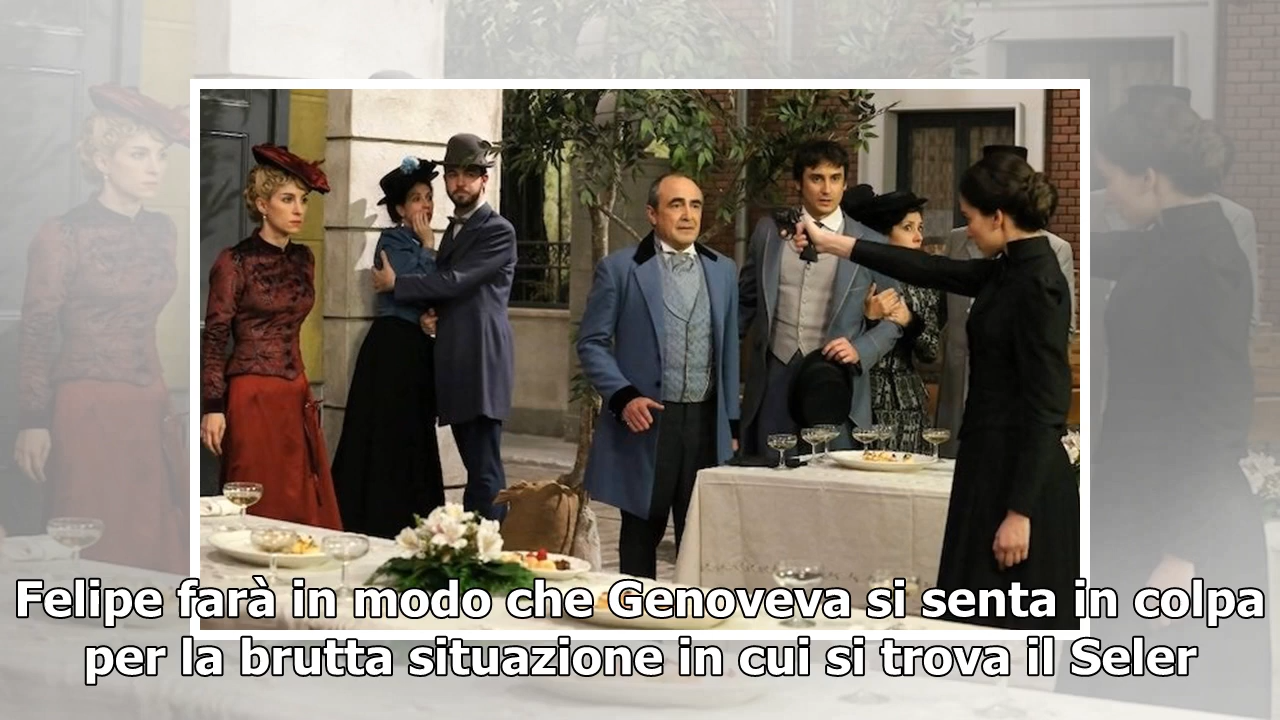 Felipe farà in modo che Genoveva si senta in colpa
per la brutta situazione in cui si trova il Seler